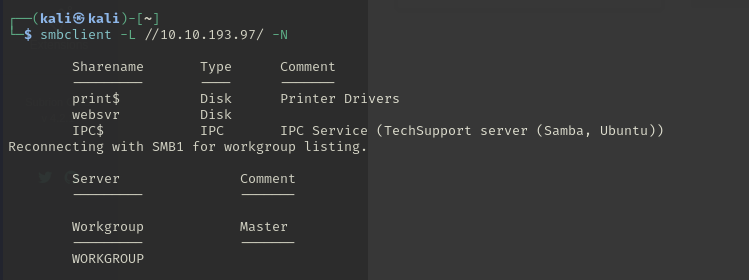 ┌──(kali㉿kali)-[~]
└─$ smbclient -L //10.10.193.97/ -N
Sharename Type Comment
--------- ---- -------
print$ Disk Printer Drivers
websvr Disk
IPC$ IPC IPC Service (TechSupport server (Samba, Ubuntu))
Reconnecting with SMB1 for workgroup listing.
Server Comment
--------- -------
Workgroup Master
--------- -------
WORKGROUP